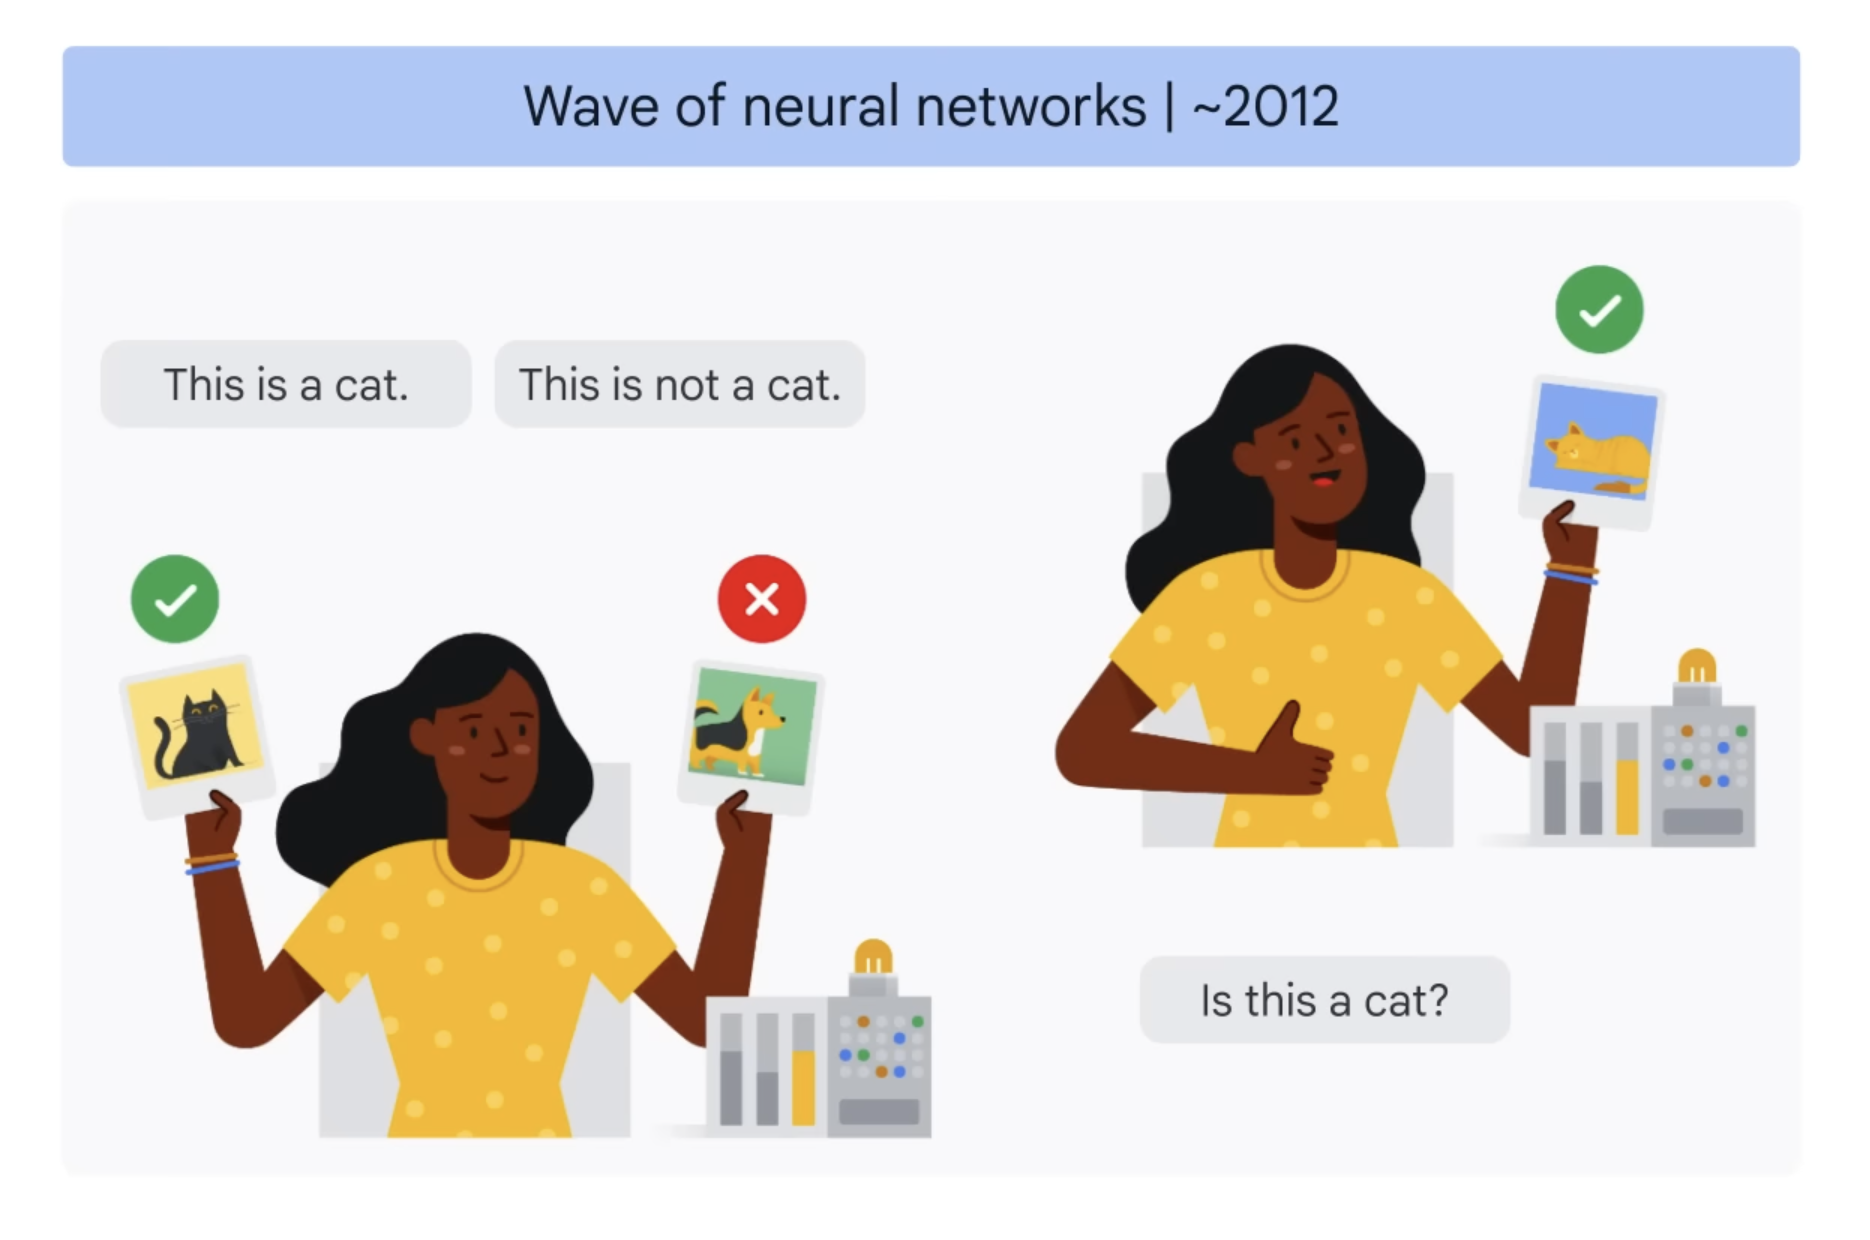 Wave of neural networks | ~2012
This is a cat.
This is not a cat.
Is this a cat?